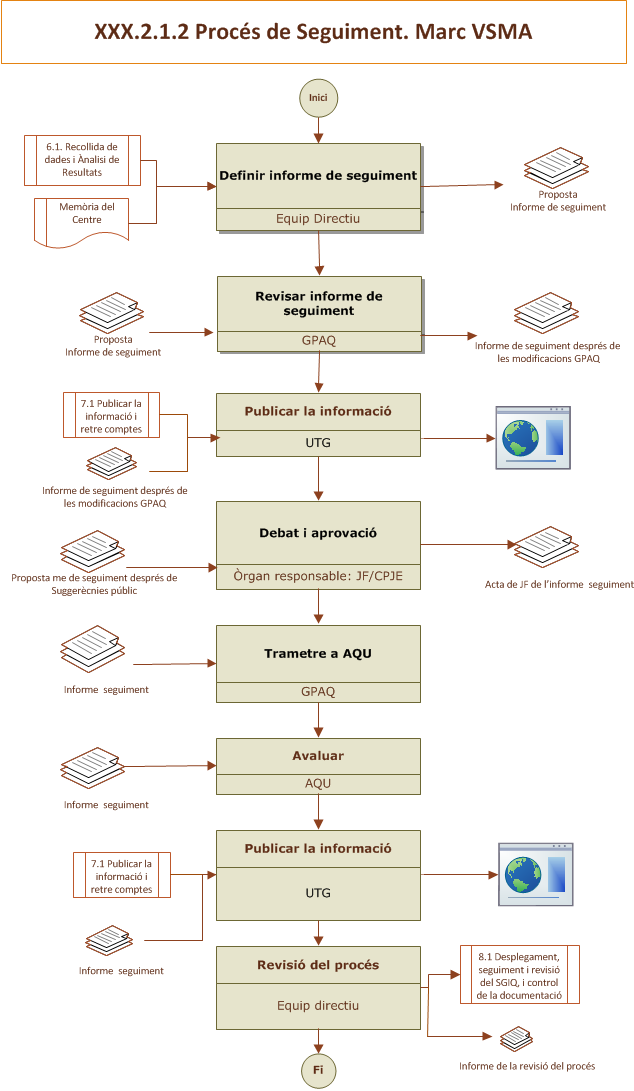 XXX.2.1.2 Procés de Seguiment. Marc VSMA
Inici
6.1. Recollida de
dades i Ànalisi de
Resultats
Memòria del
Centre
Definir informe de seguiment
Equip Directiu
Proposta
Informe de seguiment
Proposta
Informe de seguiment
Revisar informe de
seguiment
GPAQ
Informe de seguiment després de
les modificacions GPAQ
7.1 Publicar la
informació i
retre comptes
Informe de seguiment després de
les modificacions GPAQ
Publicar la informació
UTG
Proposta me de seguiment després de
Suggerècnies públic
Debat i aprovació
Òrgan responsable: JF/CPJE
Acta de JF de l’informe seguiment
Informe seguiment
Trametre a AQU
GPAQ
Informe seguiment
Avaluar
AQU
7.1 Publicar la
informació i
retre comptes
Informe seguiment
Publicar la informació
UTG
Revisió del procés
Equip directiu
8.1 Desplegament,
seguiment i revisió
del SGIQ, i control
de la documentació
Informe de la revisió del procés
Fi